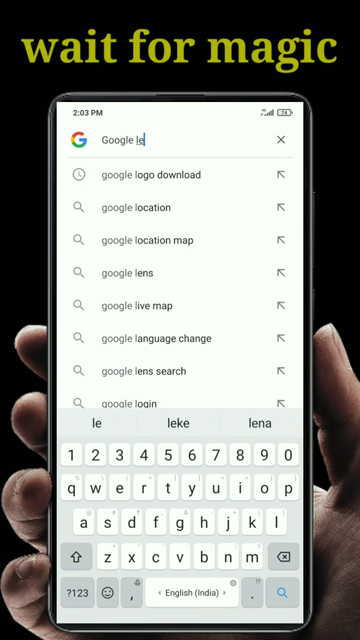 wait for magic
2:03 PM
4G 74
Google le
google logo download
google location
google location map
google lens
google live map
google language change
google lens search
google login
le leke lena
1 2 3 4 5 6 7 8 9 0
q w e r t y u i o p
a s d f g h j k l
z x c v b n m
?123 , English (India) .